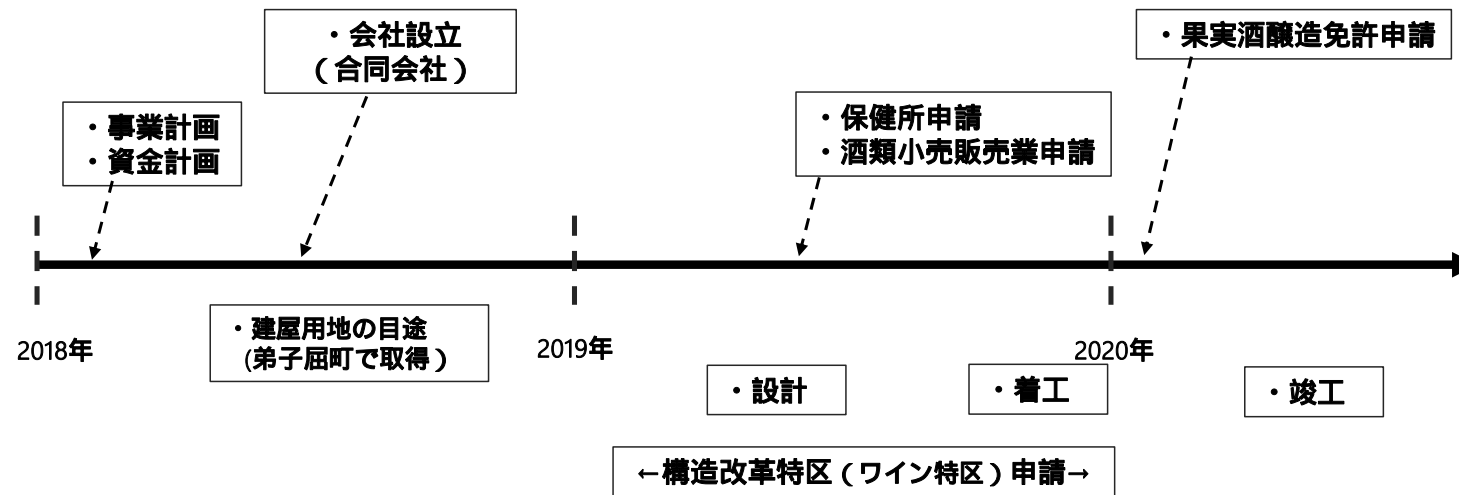 ・会社設立
（合同会社）
・果実酒醸造免許申請
・事業計画
・資金計画
・保健所申請
・酒類小売販売業申請
・建屋用地の目途
(弟子屈町で取得）
2018年
2019年
2020年
・設計
・着工
・竣工
←構造改革特区（ワイン特区）申請→